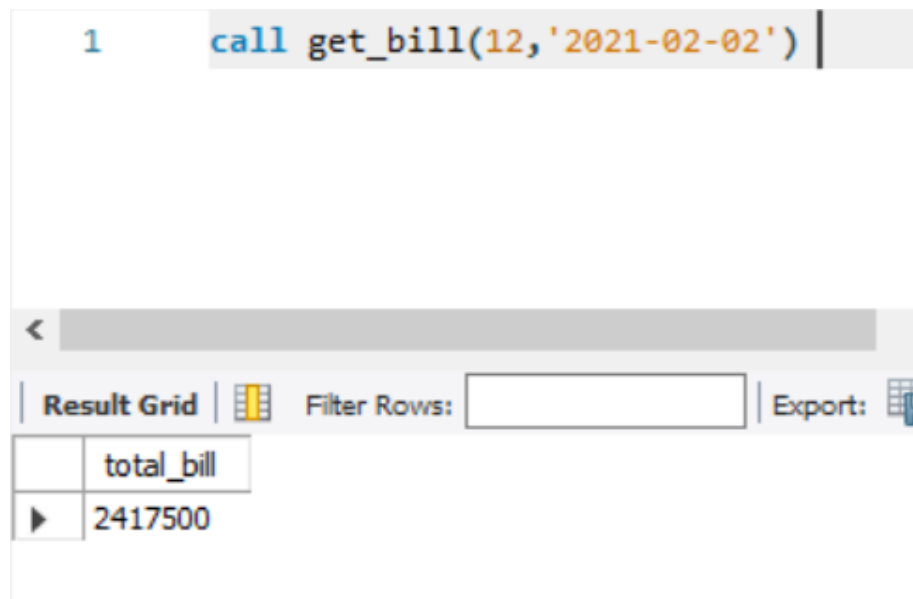 1 call get_bill(12,'2021-02-02')
Result Grid Filter Rows: Export:
total_bill
2417500